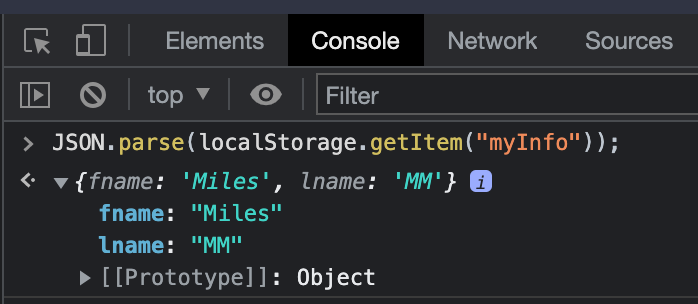 Elements Console Network Sources
top ▼ Filter
> JSON.parse(localStorage.getItem("myInfo"));
{fname: 'Miles', lname: 'MM'} i
fname: "Miles"
lname: "MM"
[[Prototype]]: Object